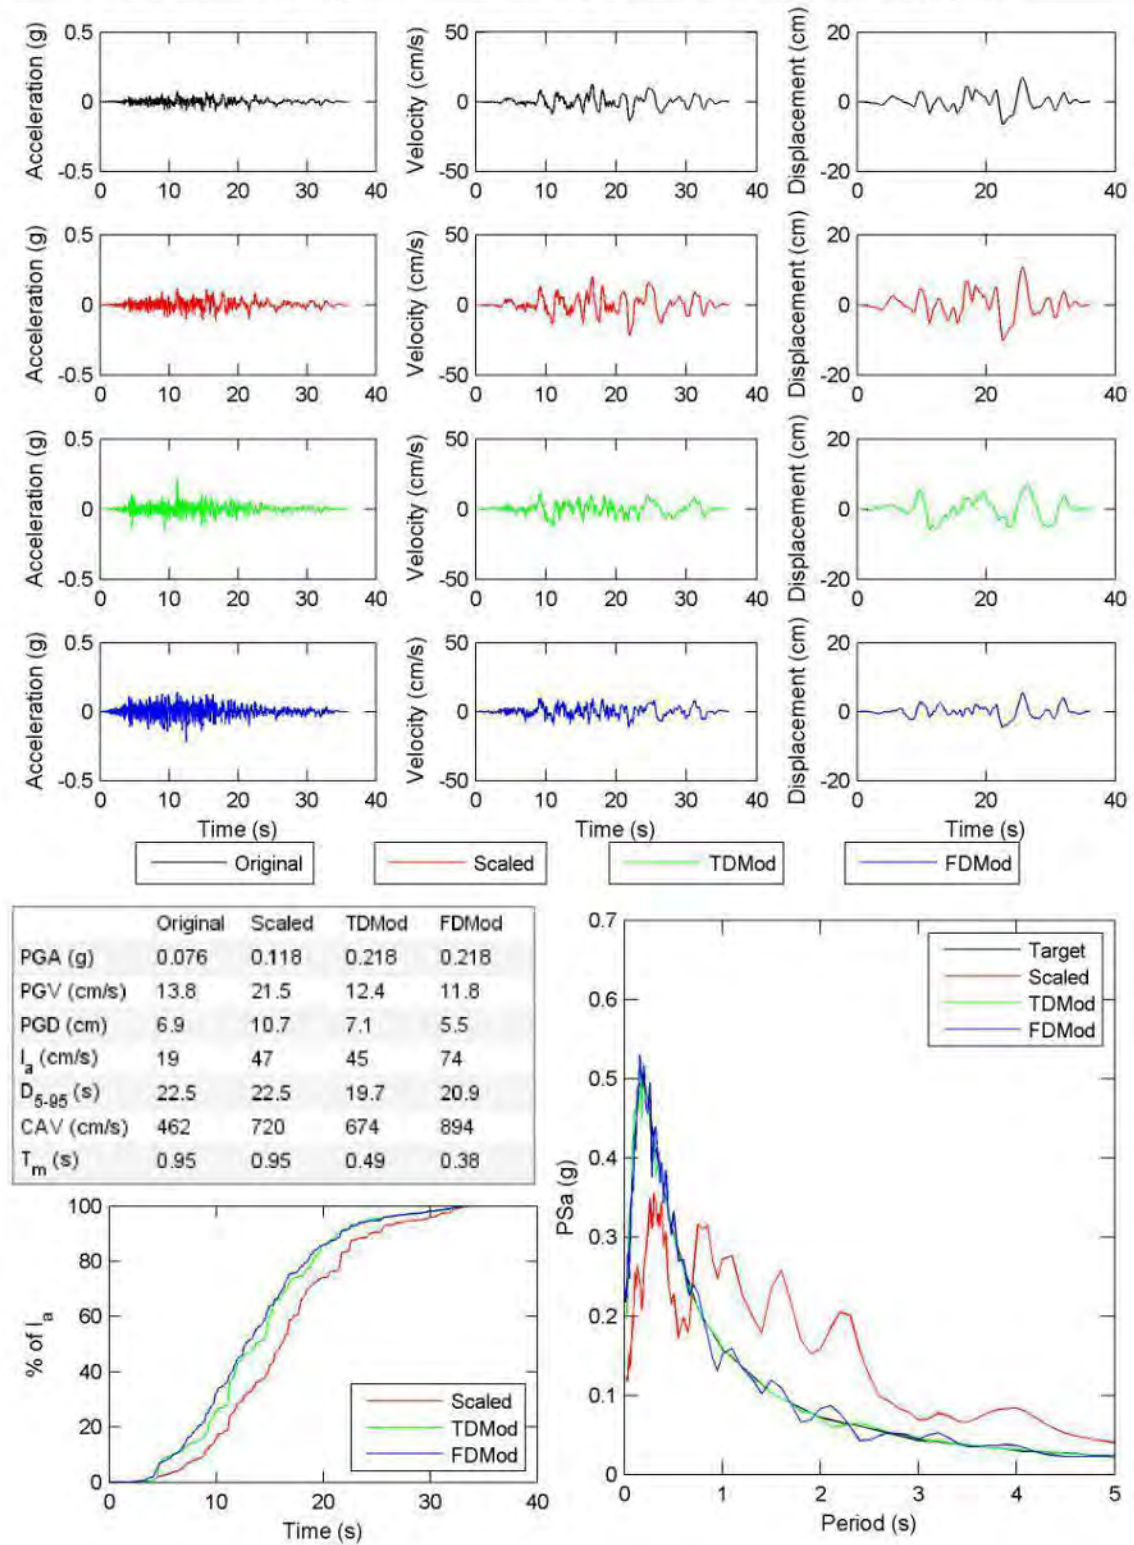 Acceleration (g)
0.5
0
-0.5
0 10 20 30 40
Velocity (cm/s)
50
0
-50
0 10 20 30 40
Displacement (cm)
20
0
-20
0 20 40
Acceleration (g)
0.5
0
-0.5
0 10 20 30 40
Velocity (cm/s)
50
0
-50
0 10 20 30 40
Displacement (cm)
20
0
-20
0 20 40
Acceleration (g)
0.5
0
-0.5
0 10 20 30 40
Velocity (cm/s)
50
0
-50
0 10 20 30 40
Displacement (cm)
20
0
-20
0 20 40
Acceleration (g)
0.5
0
-0.5
0 10 20 30 40
Time (s)
Velocity (cm/s)
50
0
-50
0 10 20 30 40
Time (s)
Displacement (cm)
20
0
-20
0 20 40
Time (s)
Original Scaled TDMod FDMod
Original Scaled TDMod FDMod
PGA (g) 0.076 0.118 0.218 0.218
PGV (cm/s) 13.8 21.5 12.4 11.8
PGD (cm) 6.9 10.7 7.1 5.5
I_a (cm/s) 19 47 45 74
D_5-95 (s) 22.5 22.5 19.7 20.9
CAV (cm/s) 462 720 674 894
T_m (s) 0.95 0.95 0.49 0.38
% of I_a
100
80
60
40
20
0
0 10 20 30 40
Time (s)
Scaled
TDMod
FDMod
PSa (g)
0.7
0.6
0.5
0.4
0.3
0.2
0.1
0
0 1 2 3 4 5
Period (s)
Target
Scaled
TDMod
FDMod